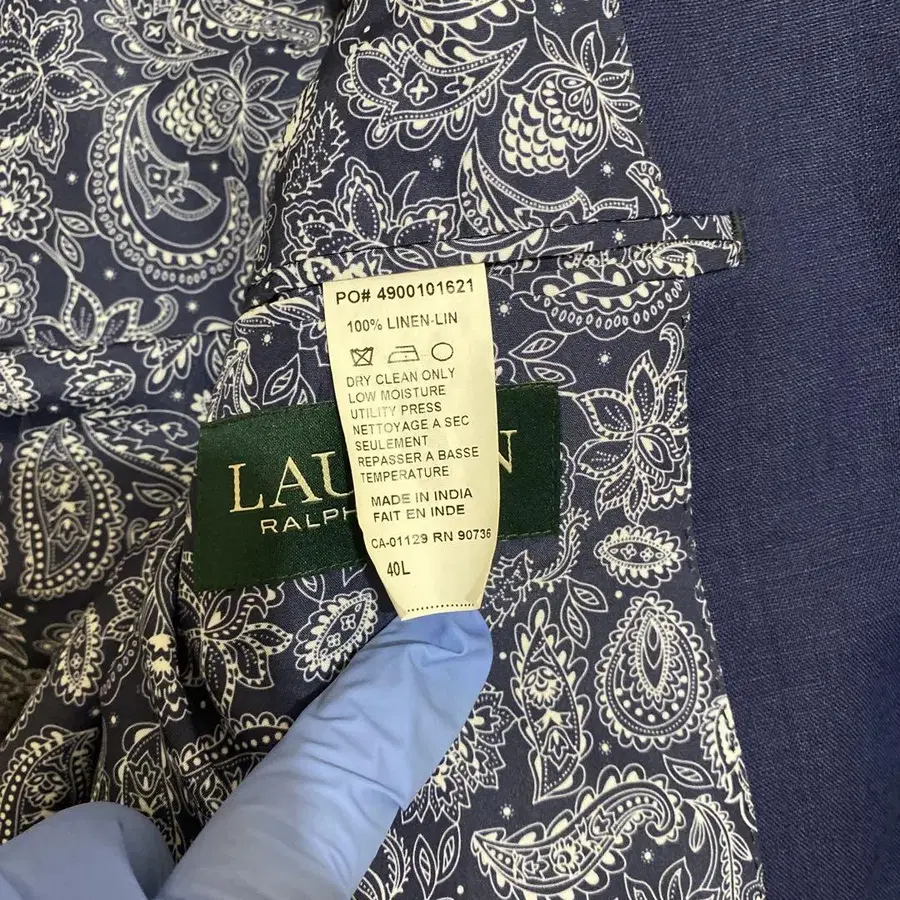 PO# 4900101621
100% LINEN-LIN
DRY CLEAN ONLY
LOW MOISTURE
UTILITY PRESS
NETTOYAGE A SEC
SEULEMENT
REPASSER A BASSE
TEMPERATURE
MADE IN INDIA
FAIT EN INDE
CA-01129 RN 90736
40L
LAU N
RALPH